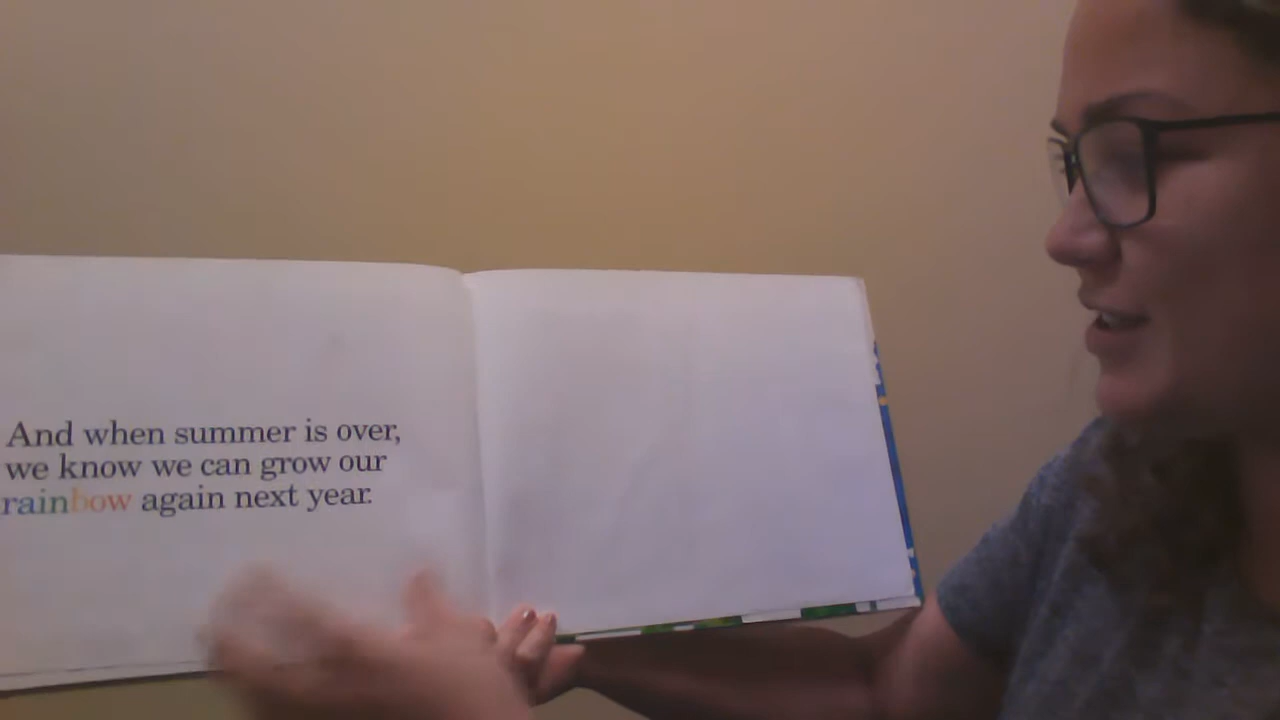 And when summer is over,
we know we can grow our
rainbow again next year.